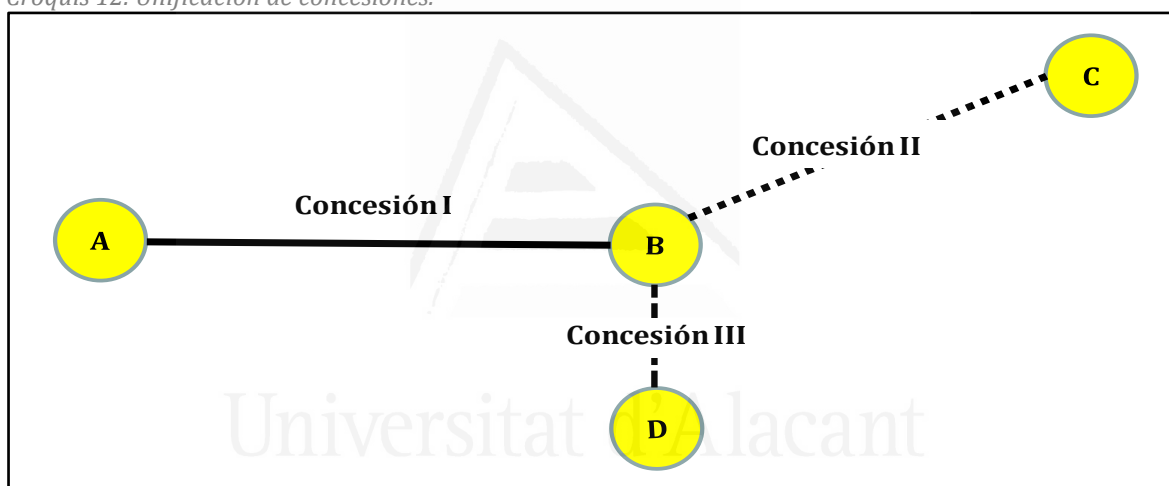 Croquis 12. Unificación de concesiones.
C
Concesión II
Concesión I
A
B
Concesión III
D
Universitat d'Alacant